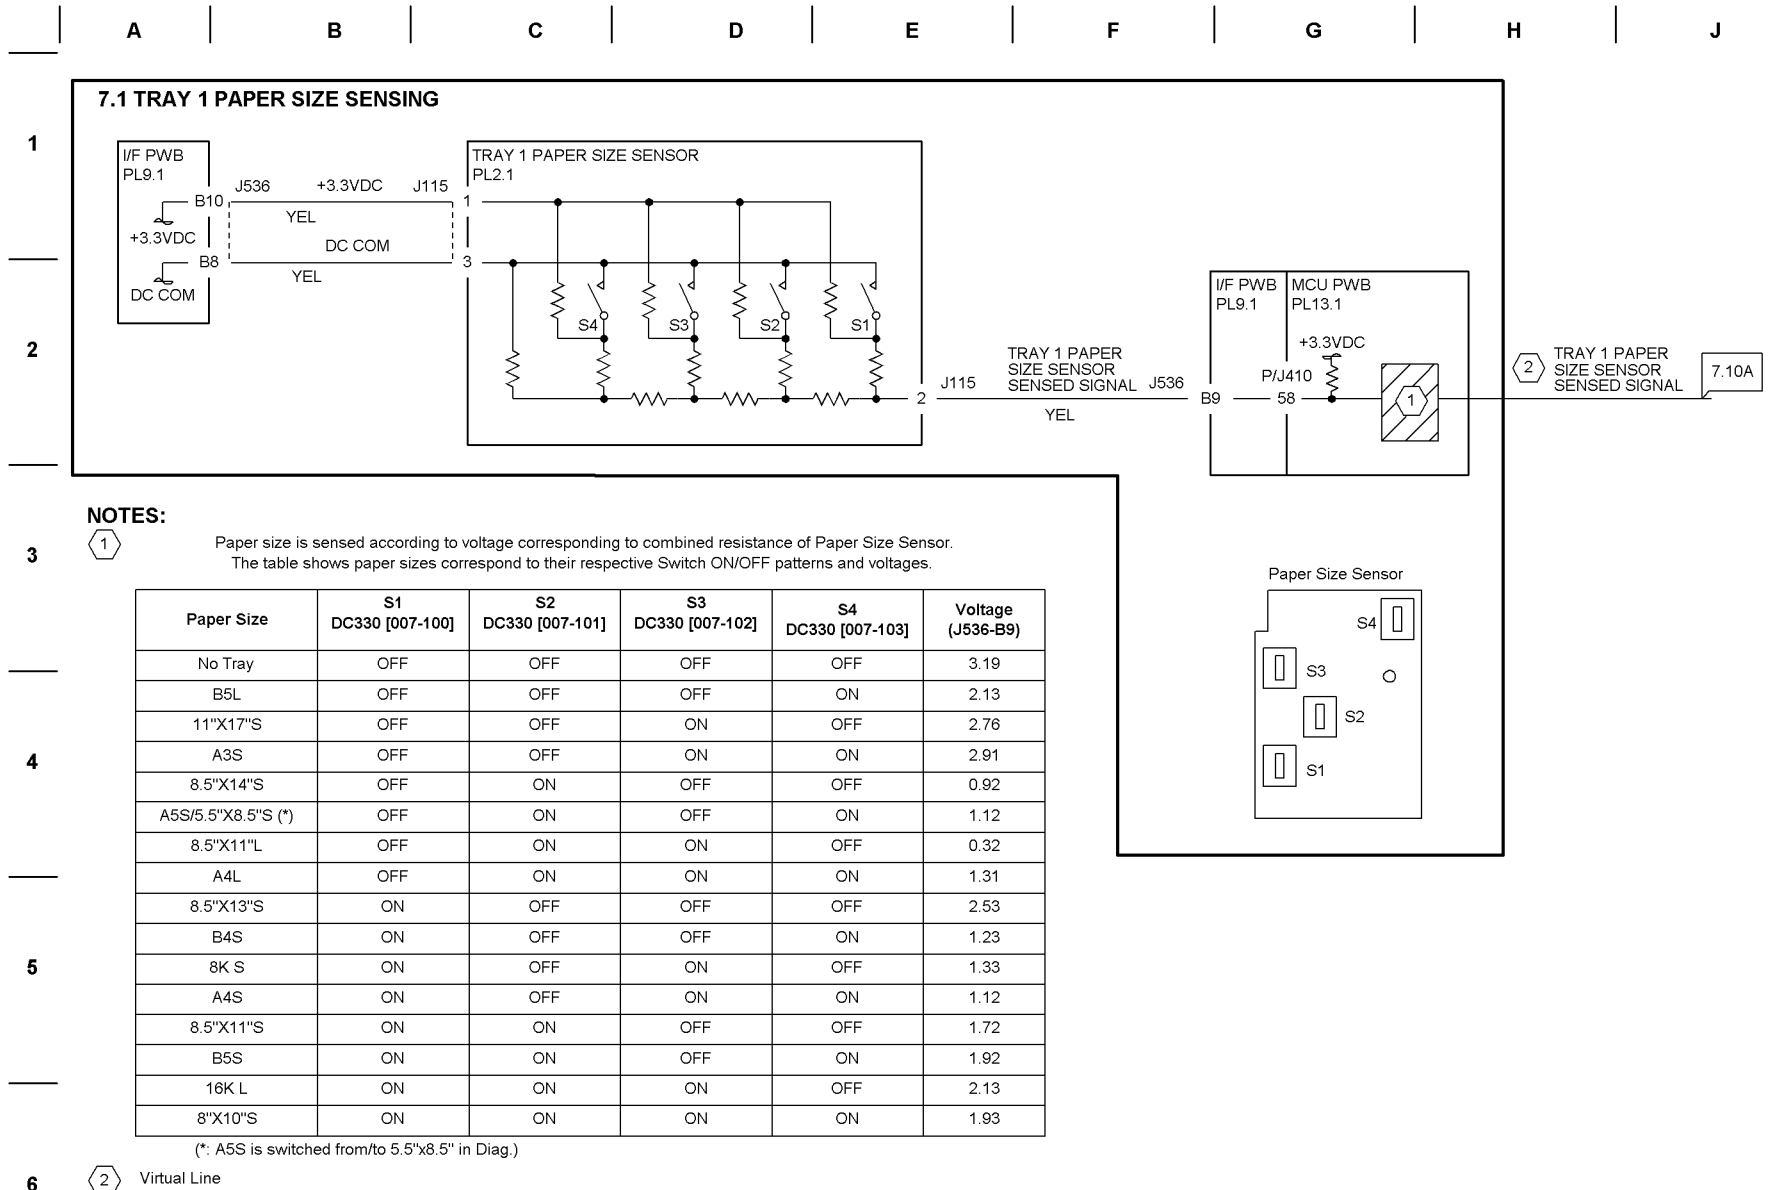 A B C D E F G H J
7.1 TRAY 1 PAPER SIZE SENSING
1
I/F PWB
PL9.1
B10
+3.3VDC
B8
DC COM
J536 +3.3VDC J115
YEL
DC COM
YEL
TRAY 1 PAPER SIZE SENSOR
PL2.1
1
3
S4 S3 S2 S1
2
J115
2
TRAY 1 PAPER
SIZE SENSOR
SENSED SIGNAL J536
YEL
I/F PWB
PL9.1
B9
MCU PWB
PL13.1
+3.3VDC
P/J410
58
1
2
TRAY 1 PAPER
SIZE SENSOR
SENSED SIGNAL
7.10A
NOTES:
3
1
Paper size is sensed according to voltage corresponding to combined resistance of Paper Size Sensor.
The table shows paper sizes correspond to their respective Switch ON/OFF patterns and voltages.
Paper Size S1 DC330 [007-100] S2 DC330 [007-101] S3 DC330 [007-102] S4 DC330 [007-103] Voltage (J536-B9)
No Tray OFF OFF OFF OFF 3.19
B5L OFF OFF OFF ON 2.13
11"X17"S OFF OFF ON OFF 2.76
A3S OFF OFF ON ON 2.91
8.5"X14"S OFF ON OFF OFF 0.92
A5S/5.5"X8.5"S (*) OFF ON OFF ON 1.12
8.5"X11"L OFF ON ON OFF 0.32
A4L OFF ON ON ON 1.31
8.5"X13"S ON OFF OFF OFF 2.53
B4S ON OFF OFF ON 1.23
8K S ON OFF ON OFF 1.33
A4S ON OFF ON ON 1.12
8.5"X11"S ON ON OFF OFF 1.72
B5S ON ON OFF ON 1.92
16K L ON ON ON OFF 2.13
8"X10"S ON ON ON ON 1.93
(*: A5S is switched from/to 5.5"x8.5" in Diag.)
Paper Size Sensor
S4
S3
S2
S1
4
5
6
2
Virtual Line